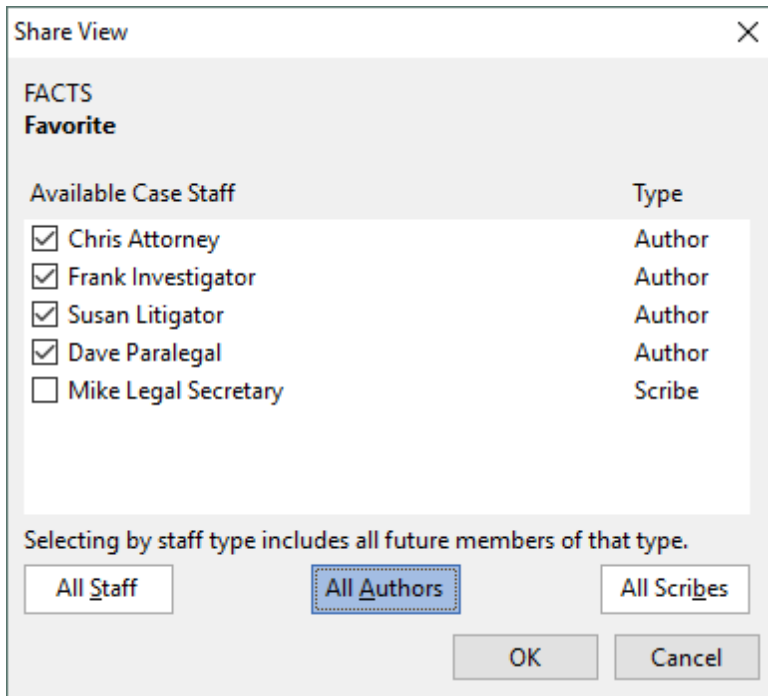 Share View
FACTS
Favorite
Available Case Staff Type
Chris Attorney Author
Frank Investigator Author
Susan Litigator Author
Dave Paralegal Author
Mike Legal Secretary Scribe
Selecting by staff type includes all future members of that type.
All Staff All Authors All Scribes
OK Cancel